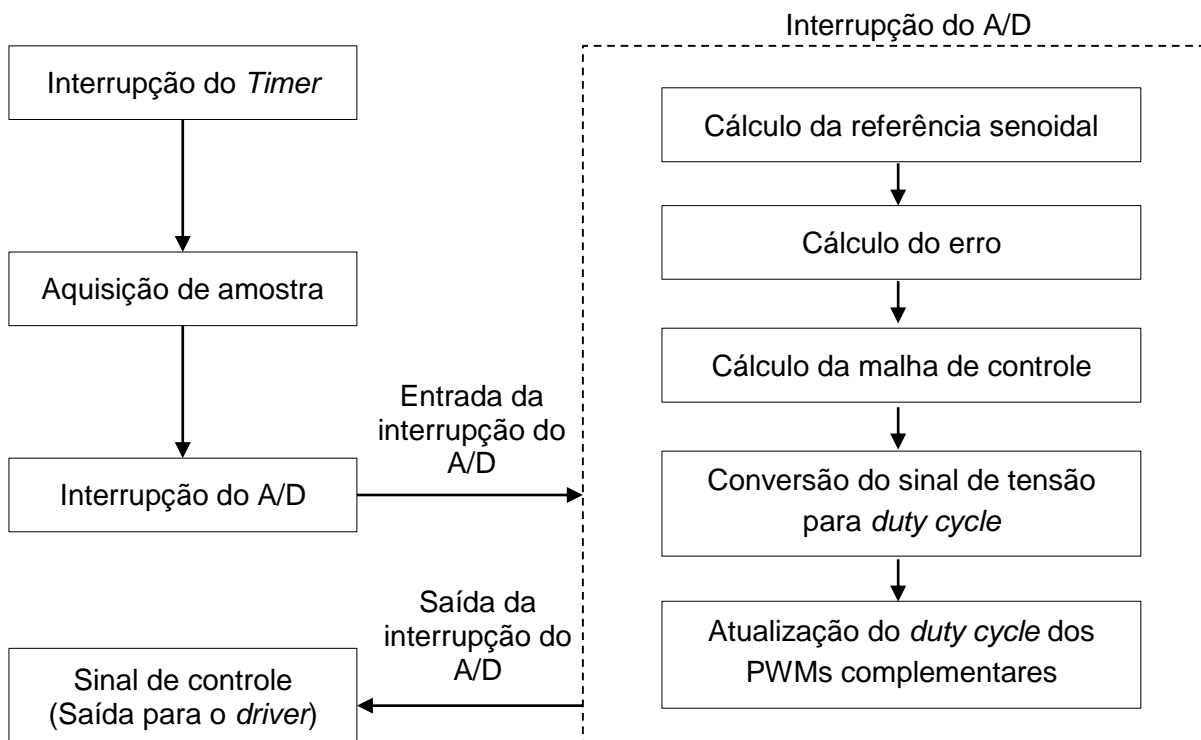 Interrupção do Timer
Aquisição de amostra
Interrupção do A/D
Entrada da
interrupção do
A/D
Interrupção do A/D
Cálculo da referência senoidal
Cálculo do erro
Cálculo da malha de controle
Conversão do sinal de tensão
para duty cycle
Atualização do duty cycle dos
PWMs complementares
Saída da
interrupção do
A/D
Sinal de controle
(Saída para o driver)